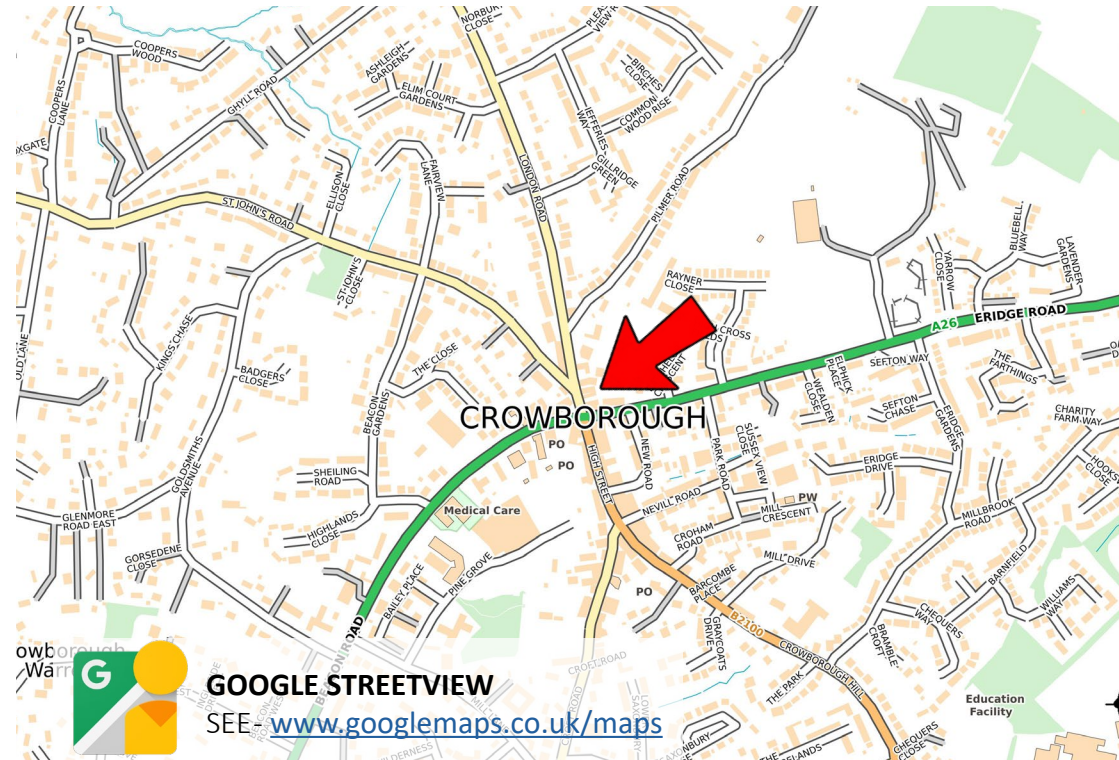 NORBURY
CLOSE
COOPERS
WOOD
COOPERS
LANE
GHYLL ROAD
ASHLEIGH
GARDENS
ELIM COURT
GARDENS
BIRCHES
CLOSE
COMMON
WOOD RISE
JEFFERIES
WAY
GILLRIDGE
GREEN
LONDON ROAD
PILMER ROAD
FAIRVIEW
LANE
ELLISON
CLOSE
ST. JOHN'S ROAD
ST-JOHN'S
CLOSE
RAYNER
CLOSE
CROSS
BLUEBELL
WAY
YARROW
CLOSE
LAVENDER
GARDENS
A26
ERIDGE ROAD
OLD LANE
KINGS CHASE
BADGERS
CLOSE
THE CLOSE
BEACON
GARDENS
CROWBOROUGH
SEFTON WAY
ELPHICK
PLACE
WEALDEN
CLOSE
SEFTON
CHASE
THE
FARTHINGS
CHARITY
FARM WAY
ERIDGE
GARDENS
PO
PO
HIGH STREET
NEW ROAD
PARK ROAD
SUSSEX VIEW
CLOSE
ERIDGE
DRIVE
GOLDSMITHS
AVENUE
SHEILING
ROAD
GLENMORE
ROAD EAST
HIGHLANDS
CLOSE
Medical Care
NEVILL ROAD
PW
MILL
CRESCENT
CROHAM
ROAD
MILL DRIVE
MILLBROOK
ROAD
BARNFIELD
GORSEDENE
CLOSE
BAILEY PLACE
PINE GROVE
PO
BARCOMBE
PLACE
GRAYCOATS
DRIVE
B2100
CROWBOROUGH HILL
THE PARK
BRAMBLE
CROFT
CHEQUERS
WAY
WILLIAMS
WAY
CHEQUERS
CLOSE
Education
Facility
BEACON ROAD
CROFT ROAD
G
GOOGLE STREETVIEW
SEE- www.googlemaps.co.uk/maps